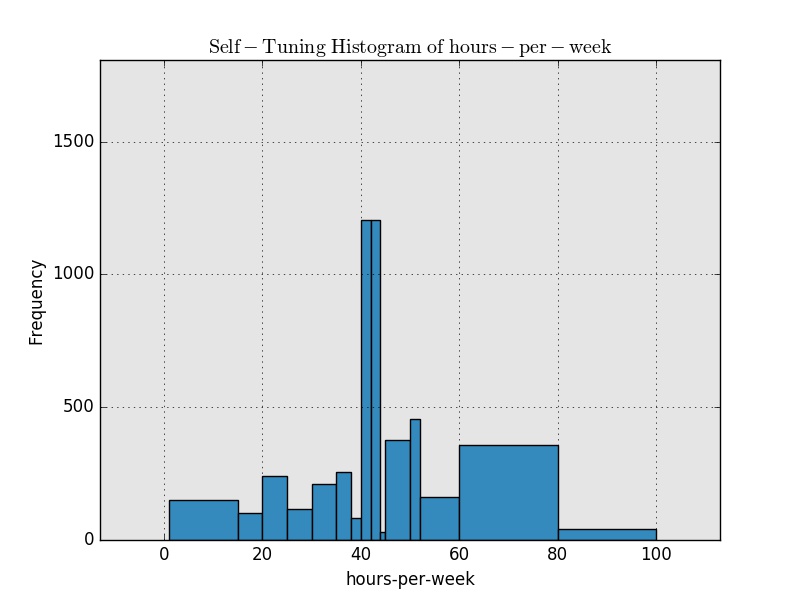 Self − Tuning Histogram of hours − per − week
1500
1000
500
0
Frequency
0 20 40 60 80 100
hours-per-week